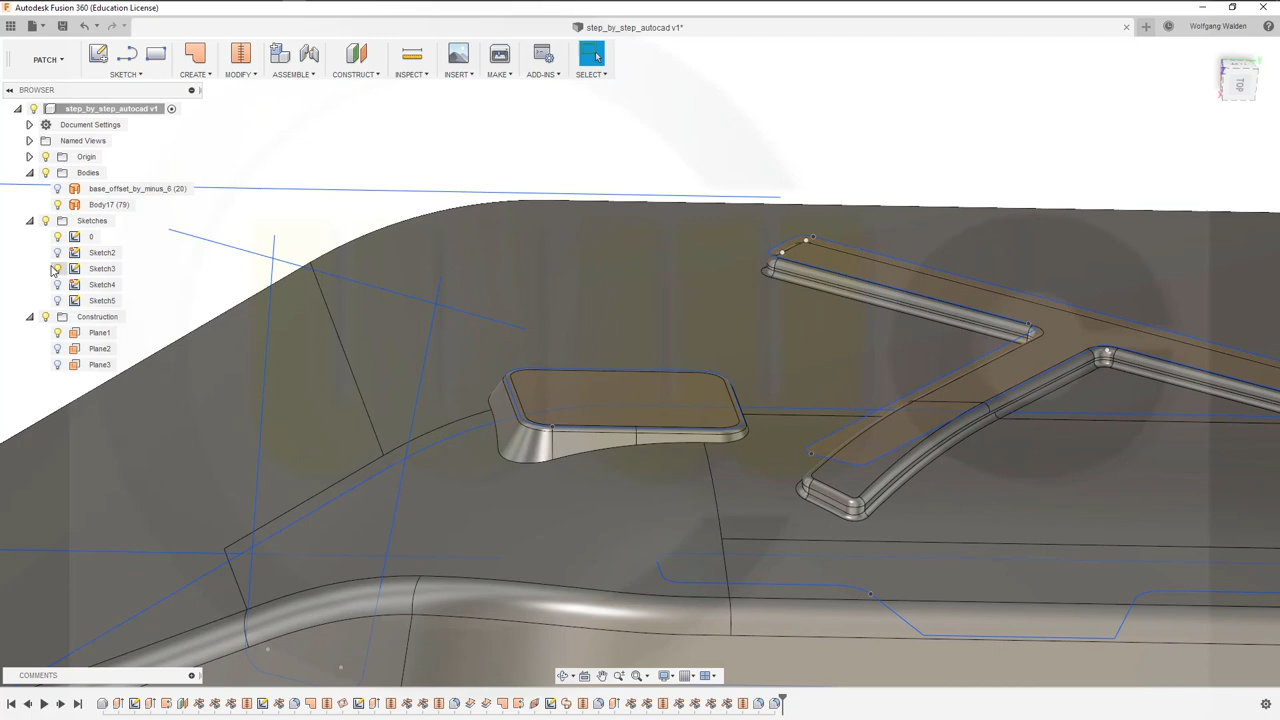 Autodesk Fusion 360 (Education License)
step_by_step_autocad v1*
Wolfgang Walden
PATCH
SKETCH
CREATE
MODIFY
ASSEMBLE
CONSTRUCT
INSPECT
INSERT
MAKE
ADD-INS
SELECT
BROWSER
TOP
step_by_step_autocad v1
Document Settings
Named Views
Origin
Bodies
base_offset_by_minus_6 (20)
Body17 (79)
Sketches
0
Sketch2
Sketch3
Sketch4
Sketch5
Construction
Plane1
Plane2
Plane3
COMMENTS